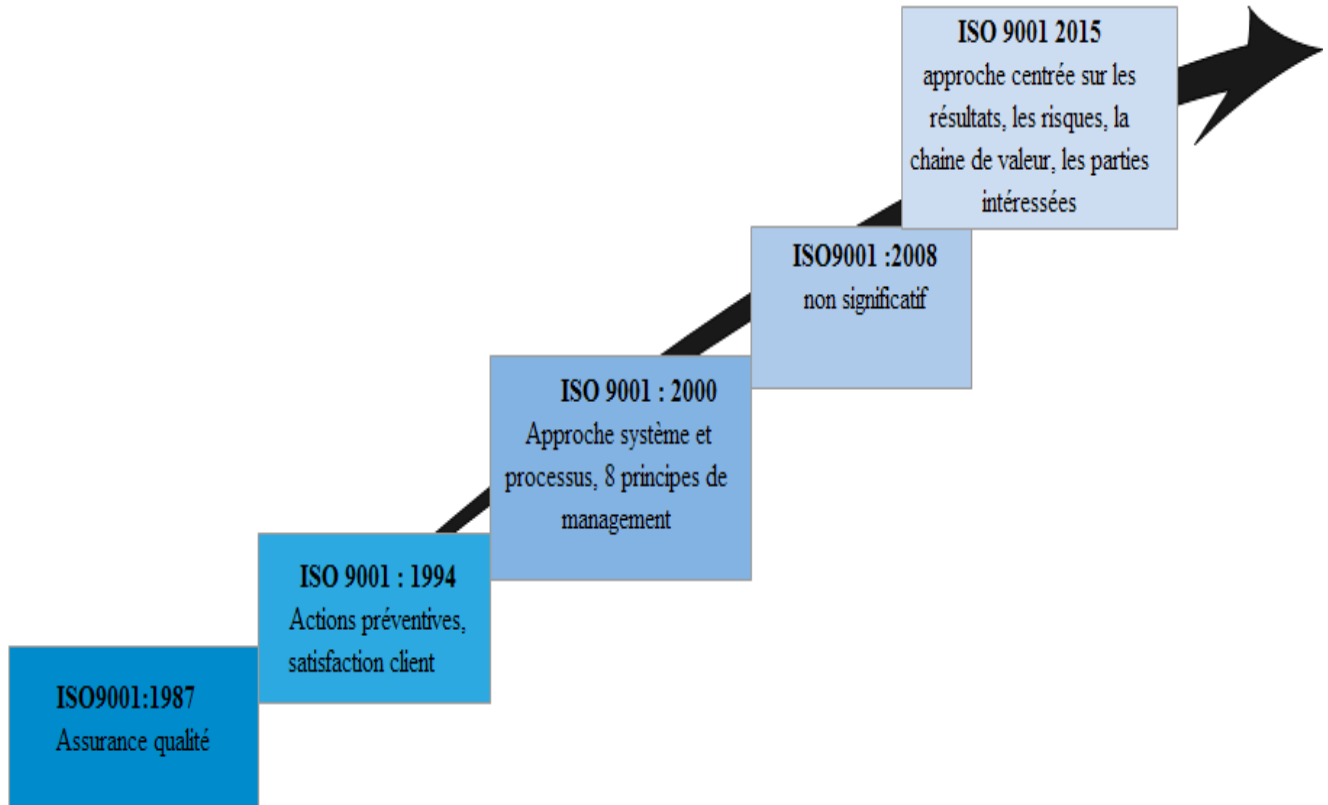 ISO 9001 2015
approche centrée sur les
résultats, les risques, la
chaine de valeur, les parties
intéressées
ISO9001 :2008
non significatif
ISO 9001 : 2000
Approche système et
processus, 8 principes de
management
ISO 9001 : 1994
Actions préventives,
satisfaction client
ISO9001:1987
Assurance qualité